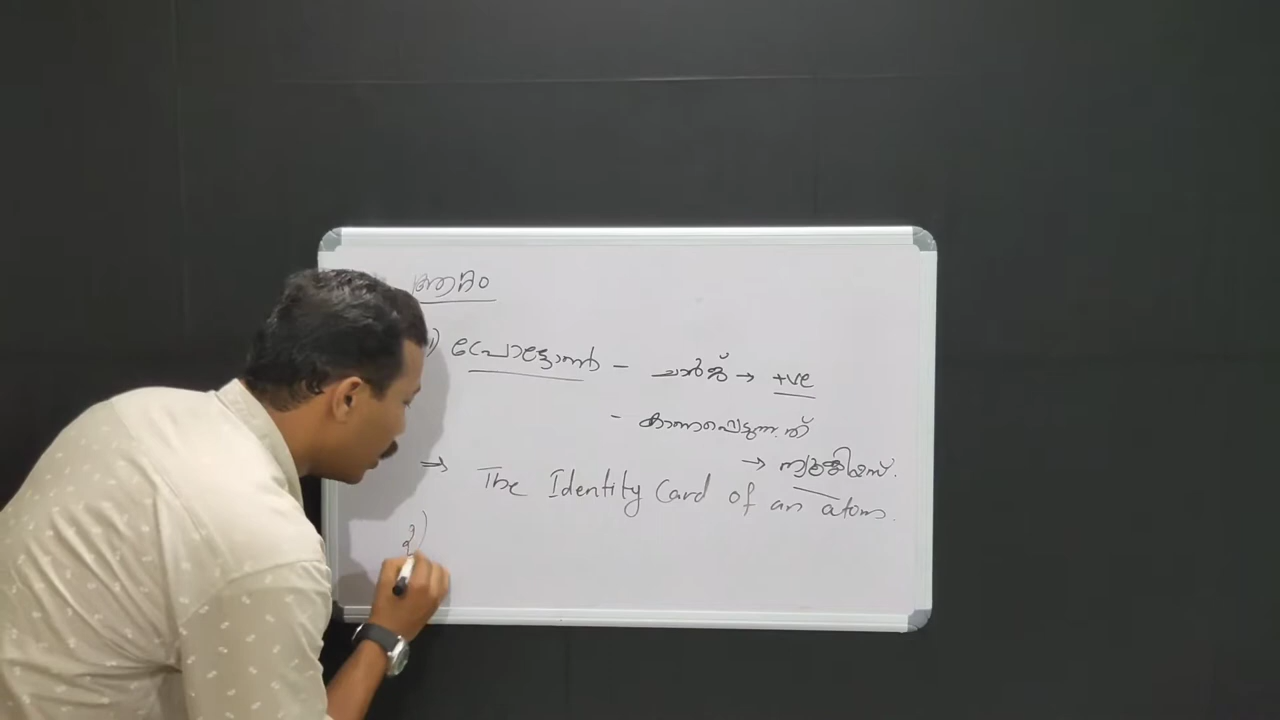 ആറ്റം
1) പ്രോട്ടോൺ - ചാർജ് → +ve
- കാണപ്പെടുന്നത്
→ ന്യൂക്ലിയസ്.
⇒ The Identity Card of an atom.
2)